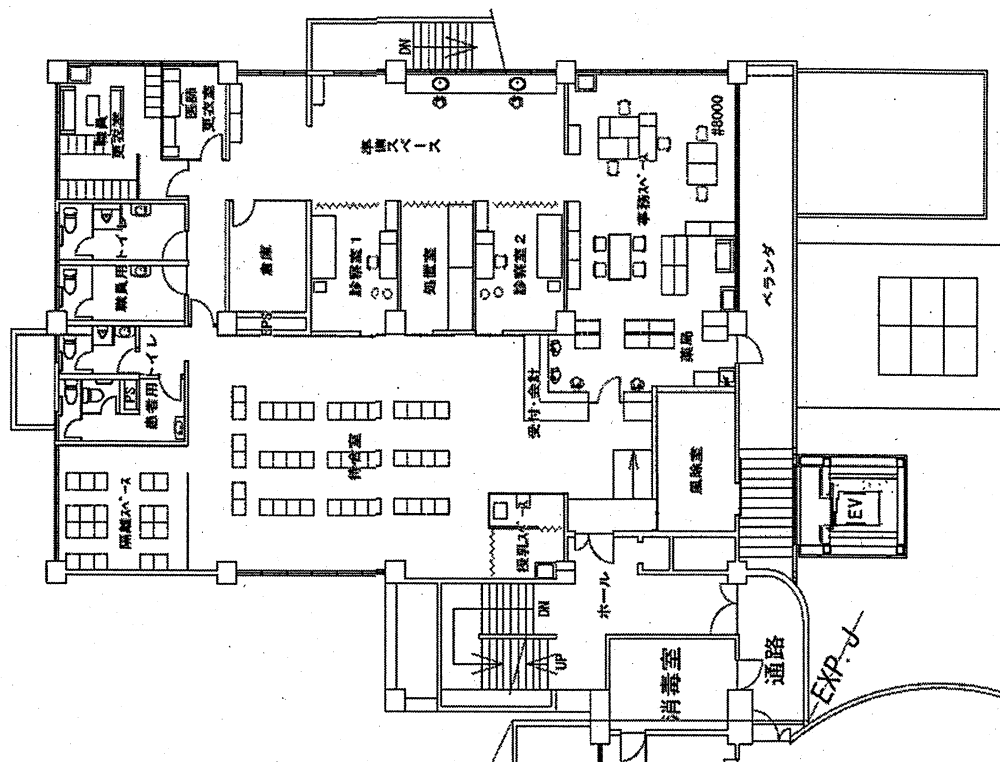 DN
職員
更衣室
医師
更衣室
準備スペース
#8000
事務スペース
職員用トイレ
倉庫
診察室1
処置室
診察室2
EPS
ベランダ
薬局
患者用トイレ
PS
受付・会計
待合室
風除室
隔離スペース
授乳スペース
EV
ホール
DN
UP
消毒室
通路
EXP.J